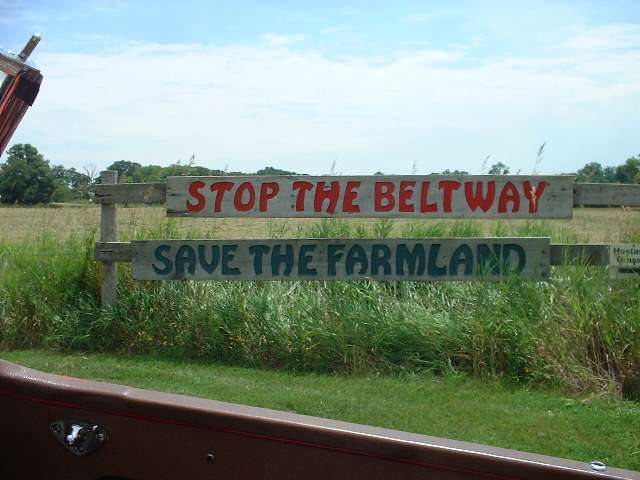 STOP THE BELTWAY
SAVE THE FARMLAND